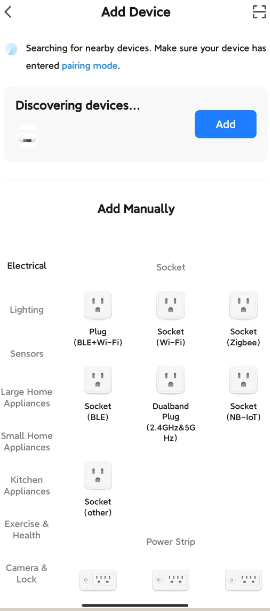 Add Device
Searching for nearby devices. Make sure your device has
entered pairing mode.
Discovering devices...
Add
Add Manually
Electrical
Lighting
Sensors
Large Home
Appliances
Small Home
Appliances
Kitchen
Appliances
Exercise &
Health
Camera &
Lock
Socket
Plug
(BLE+Wi-Fi)
Socket
(Wi-Fi)
Socket
(Zigbee)
Socket
(BLE)
Dualband
Plug
(2.4GHz&5G
Hz)
Socket
(NB-IoT)
Socket
(other)
Power Strip